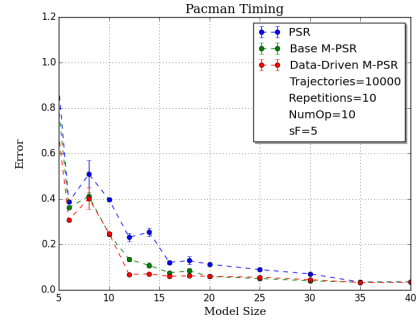 Pacman Timing
1.2
1.0
0.8
0.6
0.4
0.2
0.0
Error
PSR
Base M-PSR
Data-Driven M-PSR
Trajectories=10000
Repetitions=10
NumOp=10
sF=5
5 10 15 20 25 30 35 40
Model Size